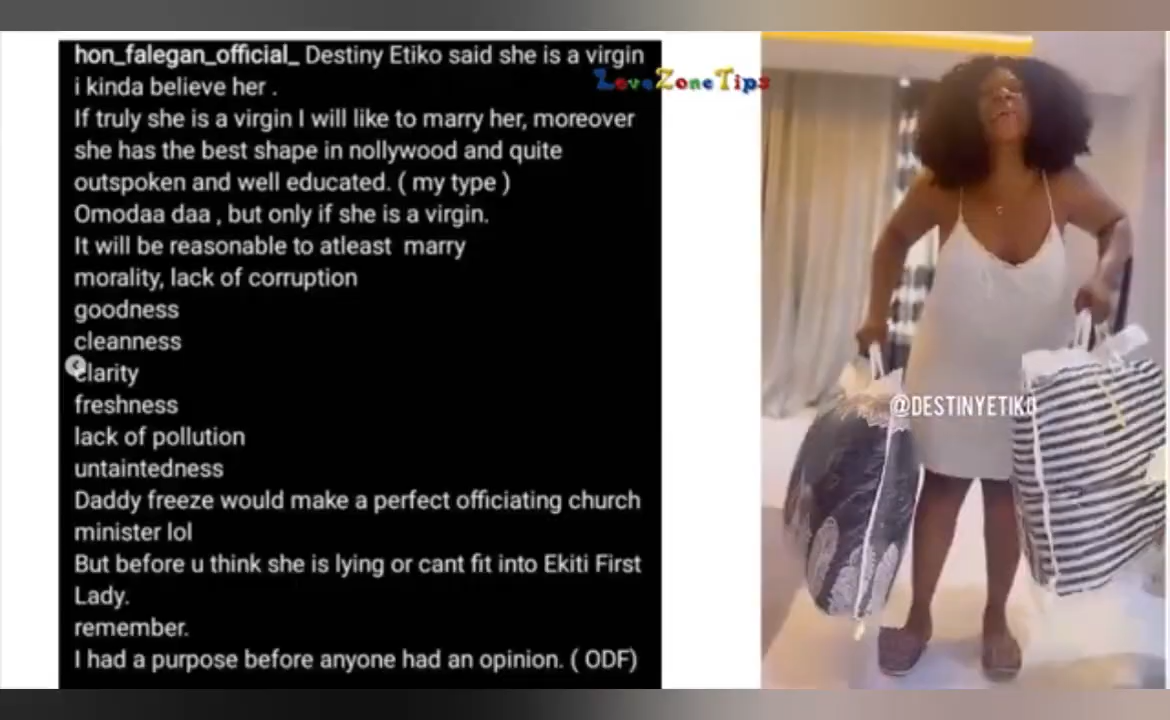 hon_falegan_official_ Destiny Etiko said she is a virgin
i kinda believe her .
If truly she is a virgin I will like to marry her, moreover
she has the best shape in nollywood and quite
outspoken and well educated. ( my type )
Omodaa daa , but only if she is a virgin.
It will be reasonable to atleast marry
morality, lack of corruption
goodness
cleanness
clarity
freshness
lack of pollution
untaintedness
Daddy freeze would make a perfect officiating church
minister lol
But before u think she is lying or cant fit into Ekiti First
Lady.
remember.
I had a purpose before anyone had an opinion. ( ODF)
LoveZoneTips
@DESTINYETIKO